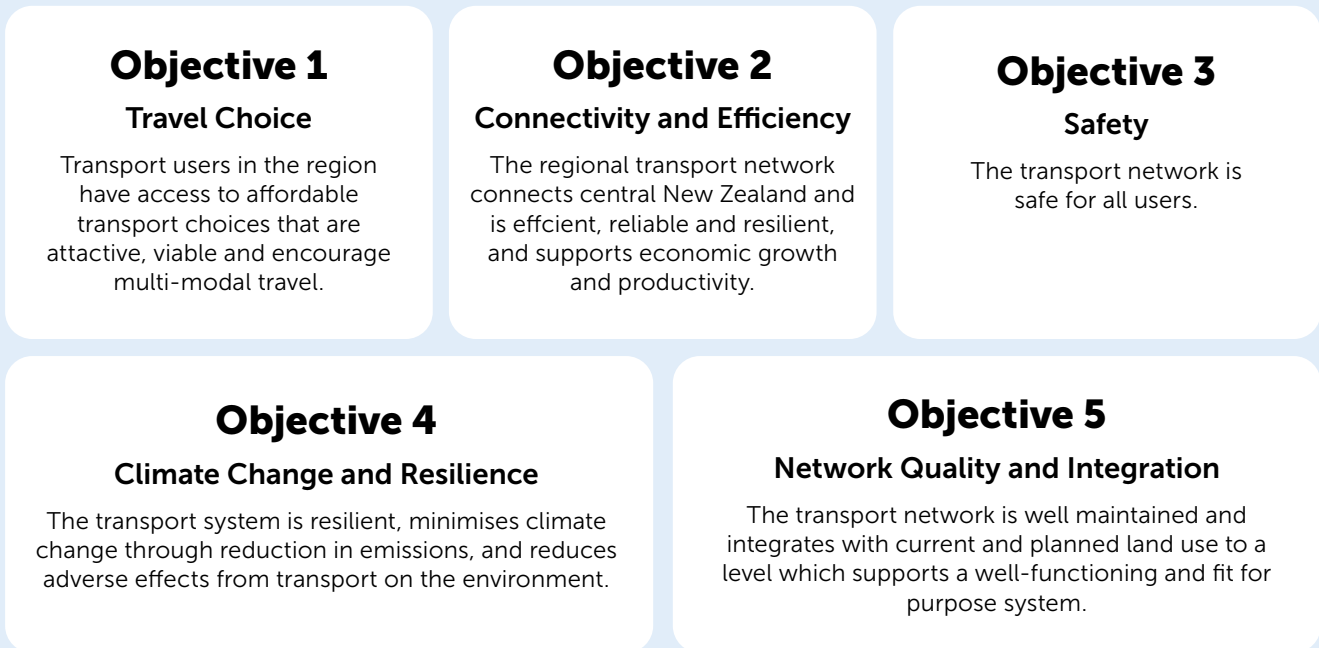 Objective 1
Travel Choice
Transport users in the region
have access to affordable
transport choices that are
attactive, viable and encourage
multi-modal travel.
Objective 2
Connectivity and Efficiency
The regional transport network
connects central New Zealand and
is effcient, reliable and resilient,
and supports economic growth
and productivity.
Objective 3
Safety
The transport network is
safe for all users.
Objective 4
Climate Change and Resilience
The transport system is resilient, minimises climate
change through reduction in emissions, and reduces
adverse effects from transport on the environment.
Objective 5
Network Quality and Integration
The transport network is well maintained and
integrates with current and planned land use to a
level which supports a well-functioning and fit for
purpose system.